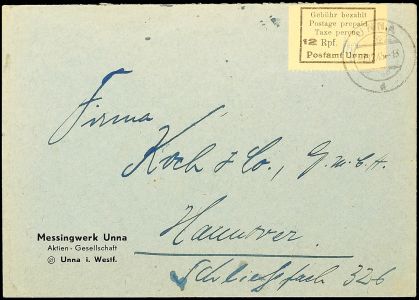 Gebühr bezahlt
Postage prepaid
Taxe perçue
12 Rpf.
Postamt Unna
UNNA
Firma
Koch & Co., G.m.b.H.
Hannover.
Schließfach 326
Messingwerk Unna
Aktien-Gesellschaft
Unna i. Westf.